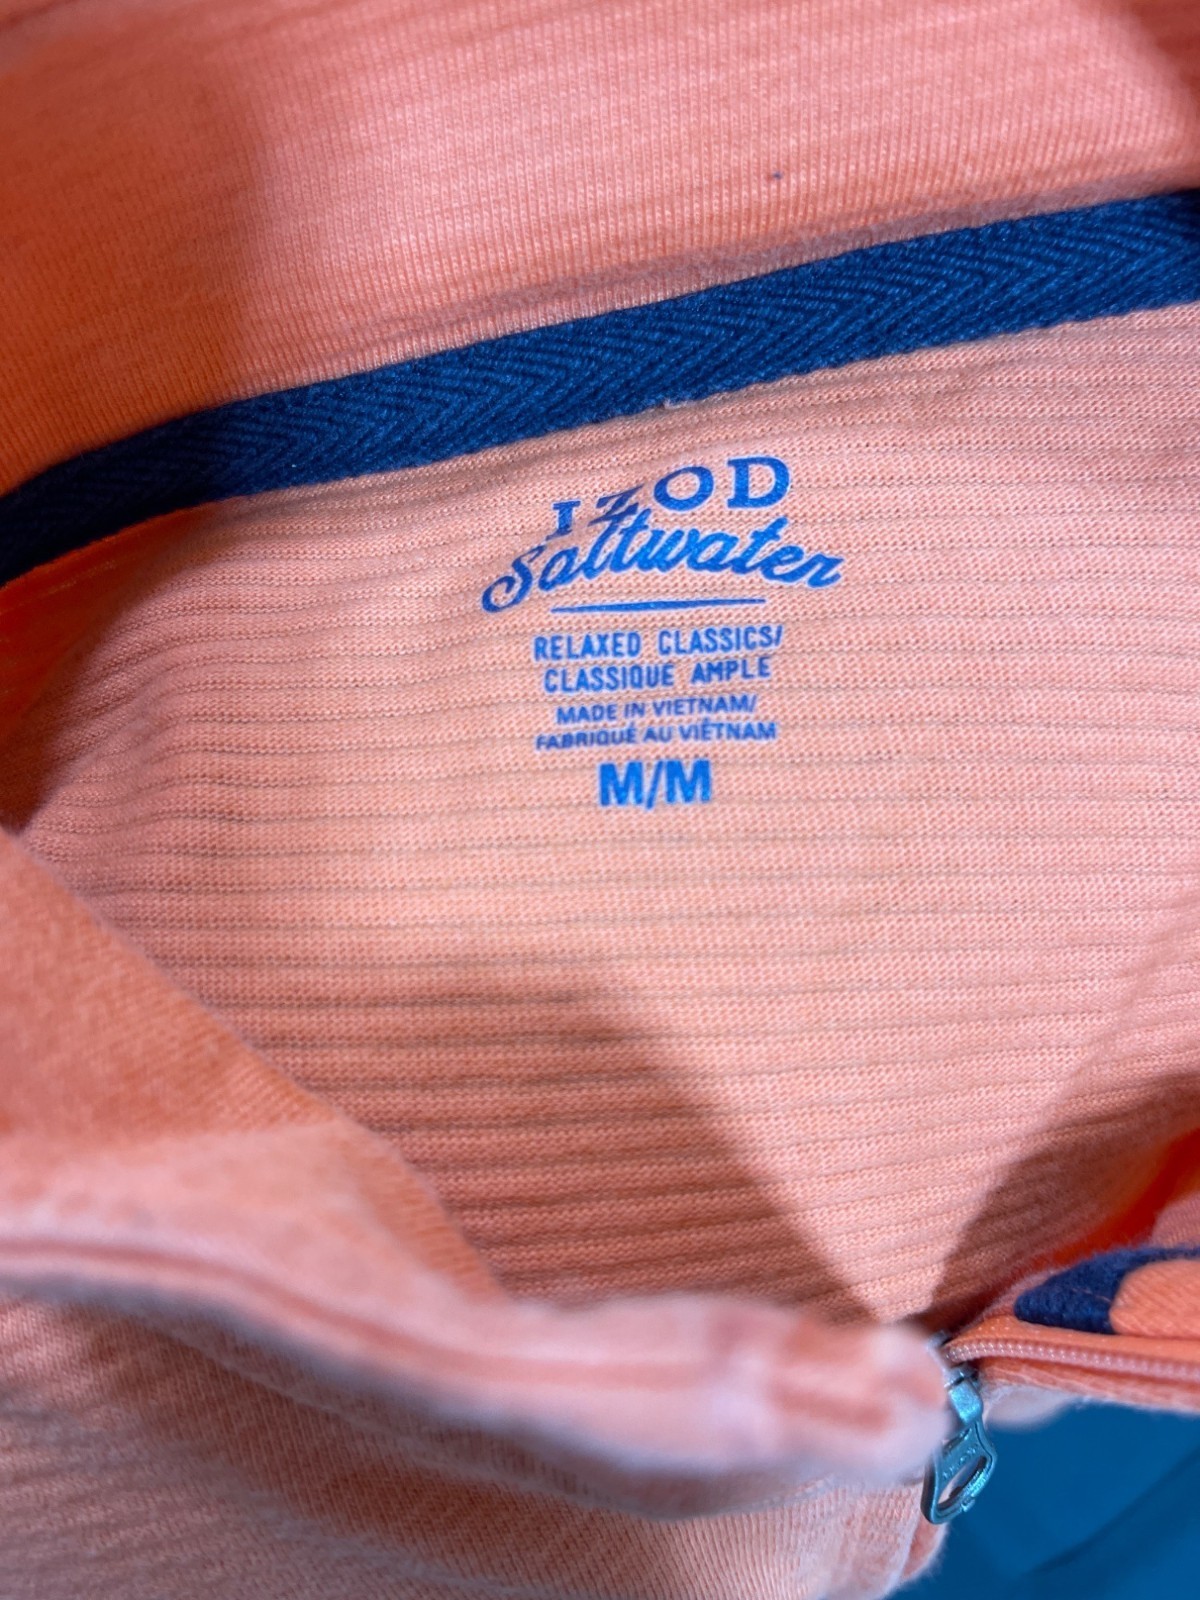 IZOD
Saltwater
RELAXED CLASSICS/
CLASSIQUE AMPLE
MADE IN VIETNAM/
FABRIQUÉ AU VIÊTNAM
M/M